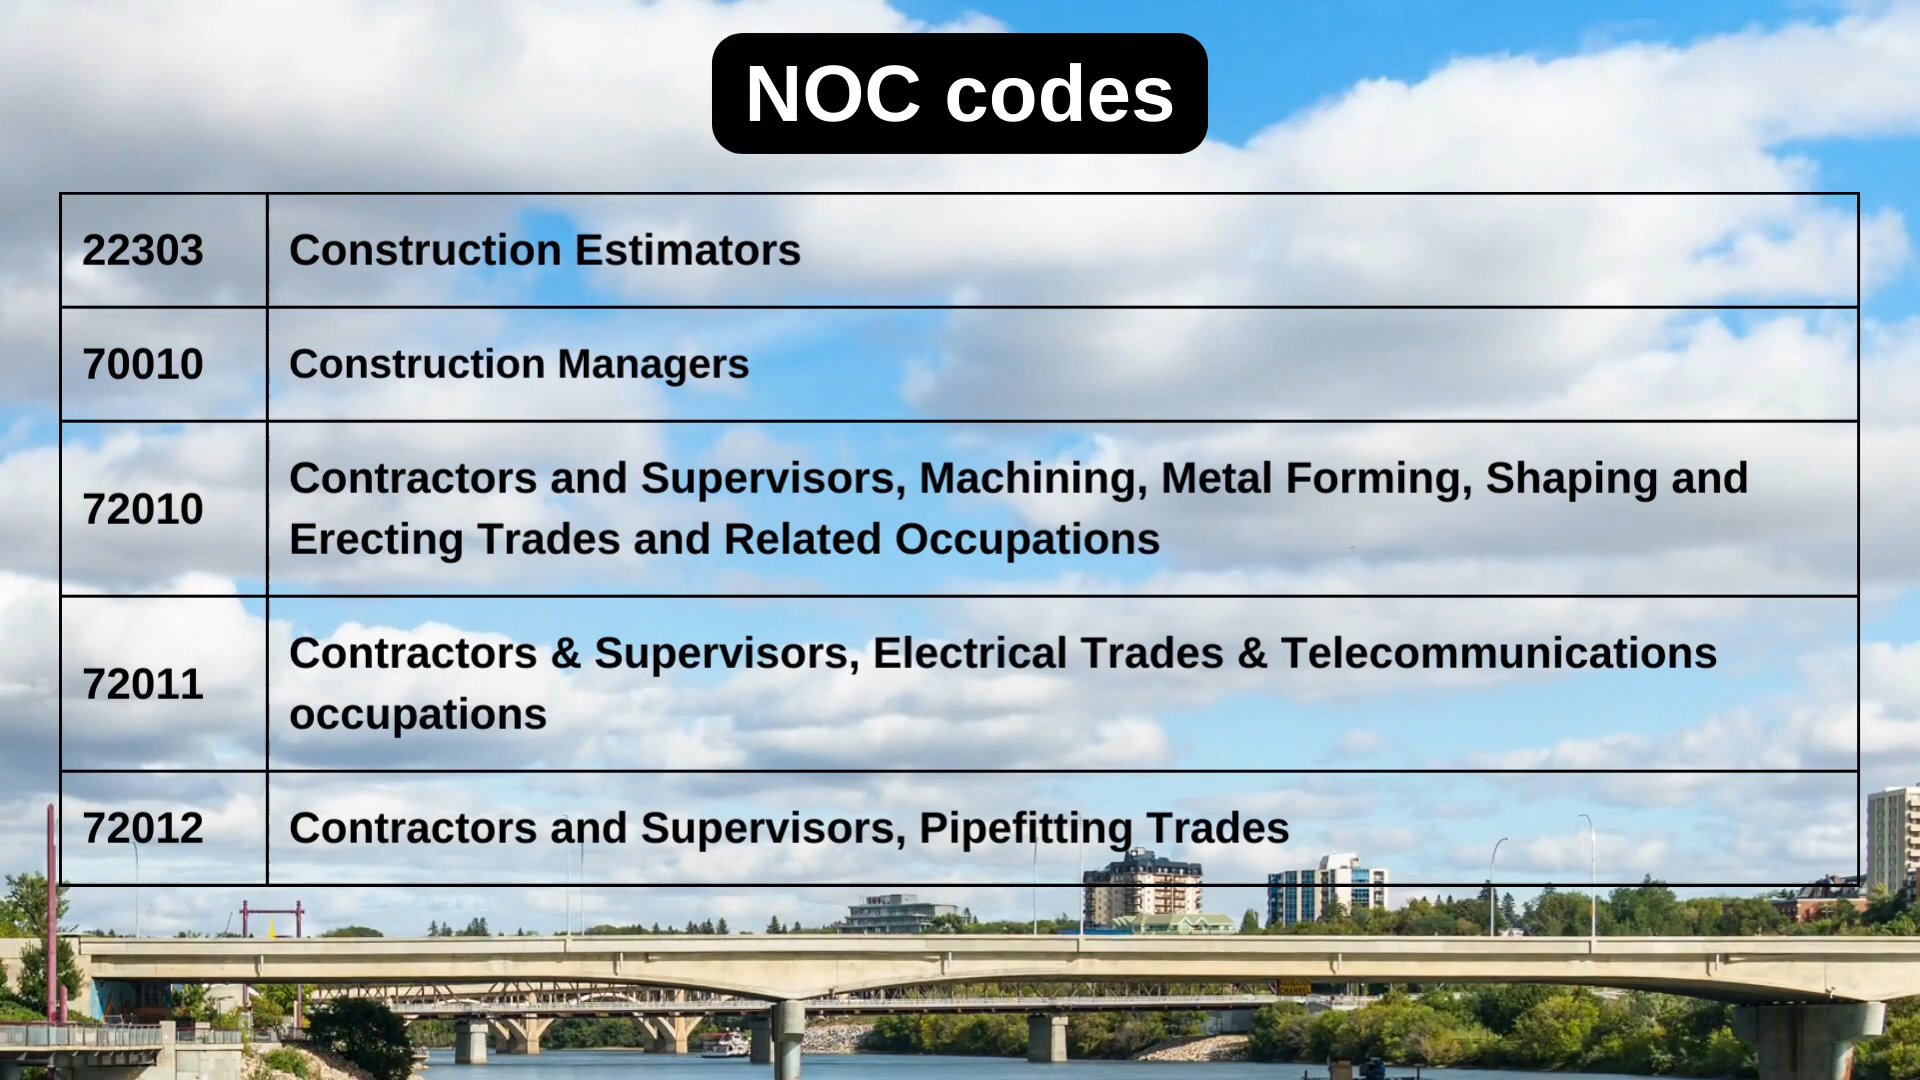 NOC codes
22303 Construction Estimators
70010 Construction Managers
72010 Contractors and Supervisors, Machining, Metal Forming, Shaping and
Erecting Trades and Related Occupations
72011 Contractors & Supervisors, Electrical Trades & Telecommunications
occupations
72012 Contractors and Supervisors, Pipefitting Trades